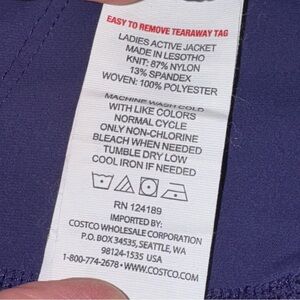 EASY TO REMOVE TEARAWAY TAG
LADIES ACTIVE JACKET
MADE IN LESOTHO
KNIT: 87% NYLON
13% SPANDEX
WOVEN: 100% POLYESTER
MACHINE WASH COLD
WITH LIKE COLORS
NORMAL CYCLE
ONLY NON-CHLORINE
BLEACH WHEN NEEDED
TUMBLE DRY LOW
COOL IRON IF NEEDED
RN 124189
IMPORTED BY:
COSTCO WHOLESALE CORPORATION
P.O. BOX 34535, SEATTLE, WA
98124-1535 USA
1-800-774-2678 • WWW.COSTCO.COM